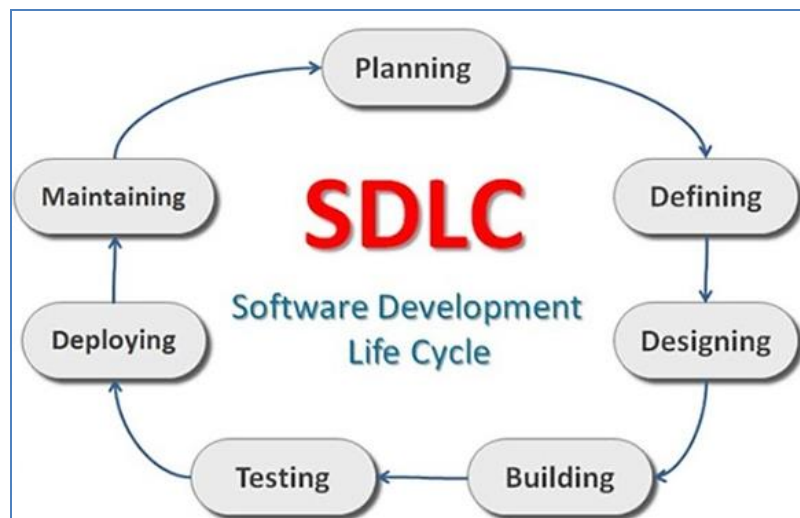 Planning
Maintaining
Defining
SDLC
Software Development
Life Cycle
Deploying
Designing
Testing
Building